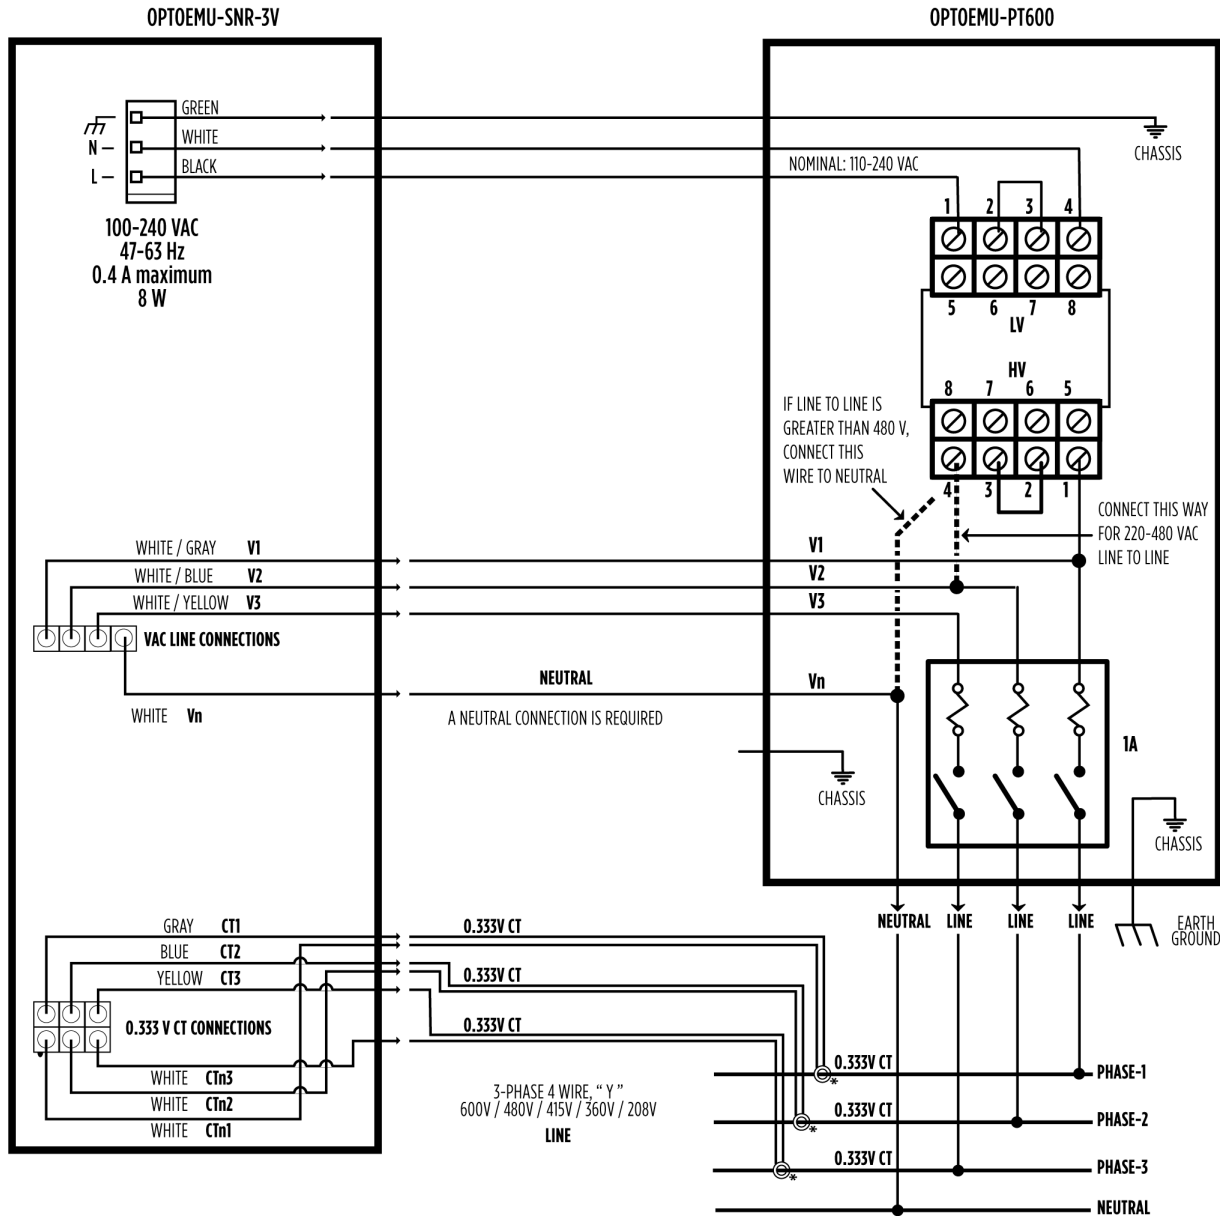 OPTOEMU-SNR-3V
OPTOEMU-PT600
GREEN
WHITE
N
BLACK
L
100-240 VAC
47-63 Hz
0.4 A maximum
8 W
CHASSIS
NOMINAL: 110-240 VAC
1 2 3 4
5 6 7 8
LV
HV
8 7 6 5
4 3 2 1
IF LINE TO LINE IS
GREATER THAN 480 V,
CONNECT THIS
WIRE TO NEUTRAL
CONNECT THIS WAY
FOR 220-480 VAC
LINE TO LINE
WHITE / GRAY V1
WHITE / BLUE V2
WHITE / YELLOW V3
VAC LINE CONNECTIONS
WHITE Vn
V1
V2
V3
NEUTRAL
Vn
A NEUTRAL CONNECTION IS REQUIRED
1A
CHASSIS
CHASSIS
NEUTRAL LINE LINE LINE
EARTH
GROUND
GRAY CT1
BLUE CT2
YELLOW CT3
0.333 V CT CONNECTIONS
WHITE CTn3
WHITE CTn2
WHITE CTn1
0.333V CT
0.333V CT
0.333V CT
3-PHASE 4 WIRE, “ Y ”
600V / 480V / 415V / 360V / 208V
LINE
0.333V CT
*
PHASE-1
0.333V CT
*
PHASE-2
0.333V CT
*
PHASE-3
NEUTRAL